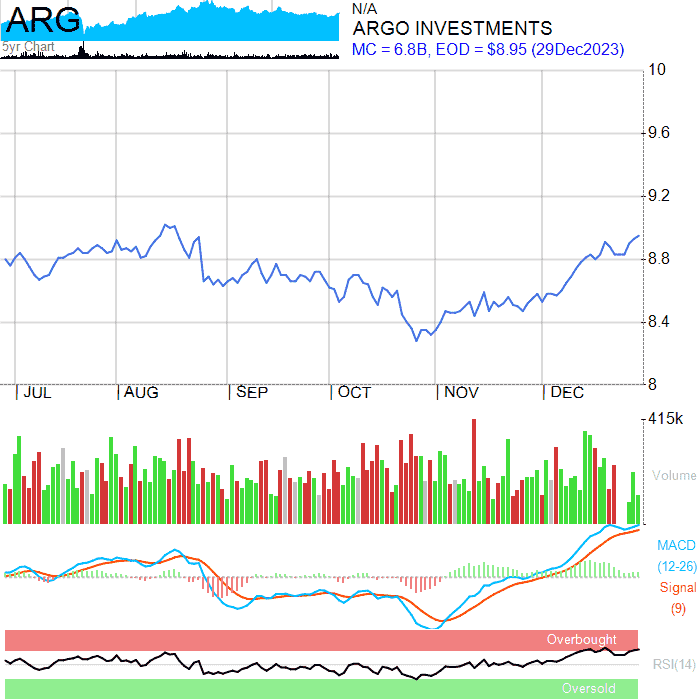 ARG
5yr Chart
N/A
ARGO INVESTMENTS
MC = 6.8B, EOD = $8.95 (29Dec2023)
10
9.6
9.2
8.8
8.4
8
JUL AUG SEP OCT NOV DEC
415k
Volume
MACD
(12-26)
Signal
(9)
Overbought
RSI(14)
Oversold